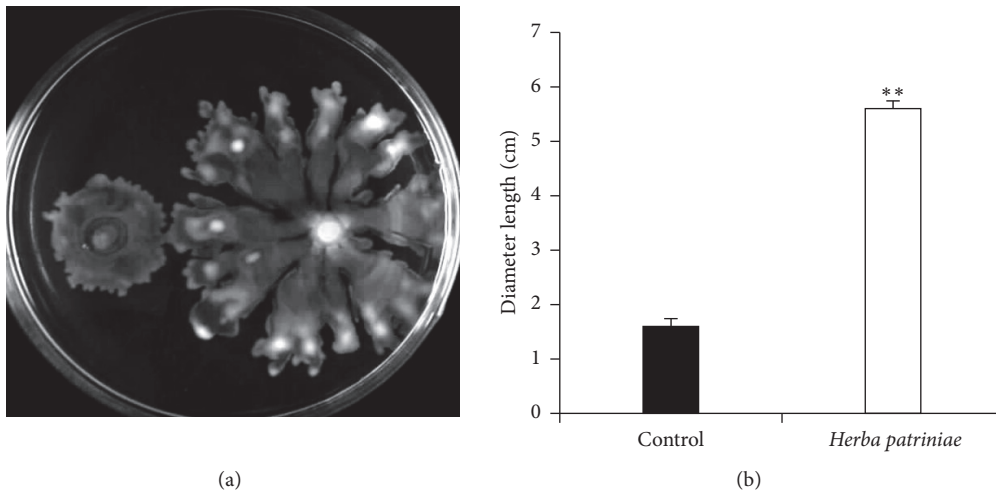 7
6
5
4
3
2
1
0
Diameter length (cm)
**
Control
Herba patriniae
(a)
(b)